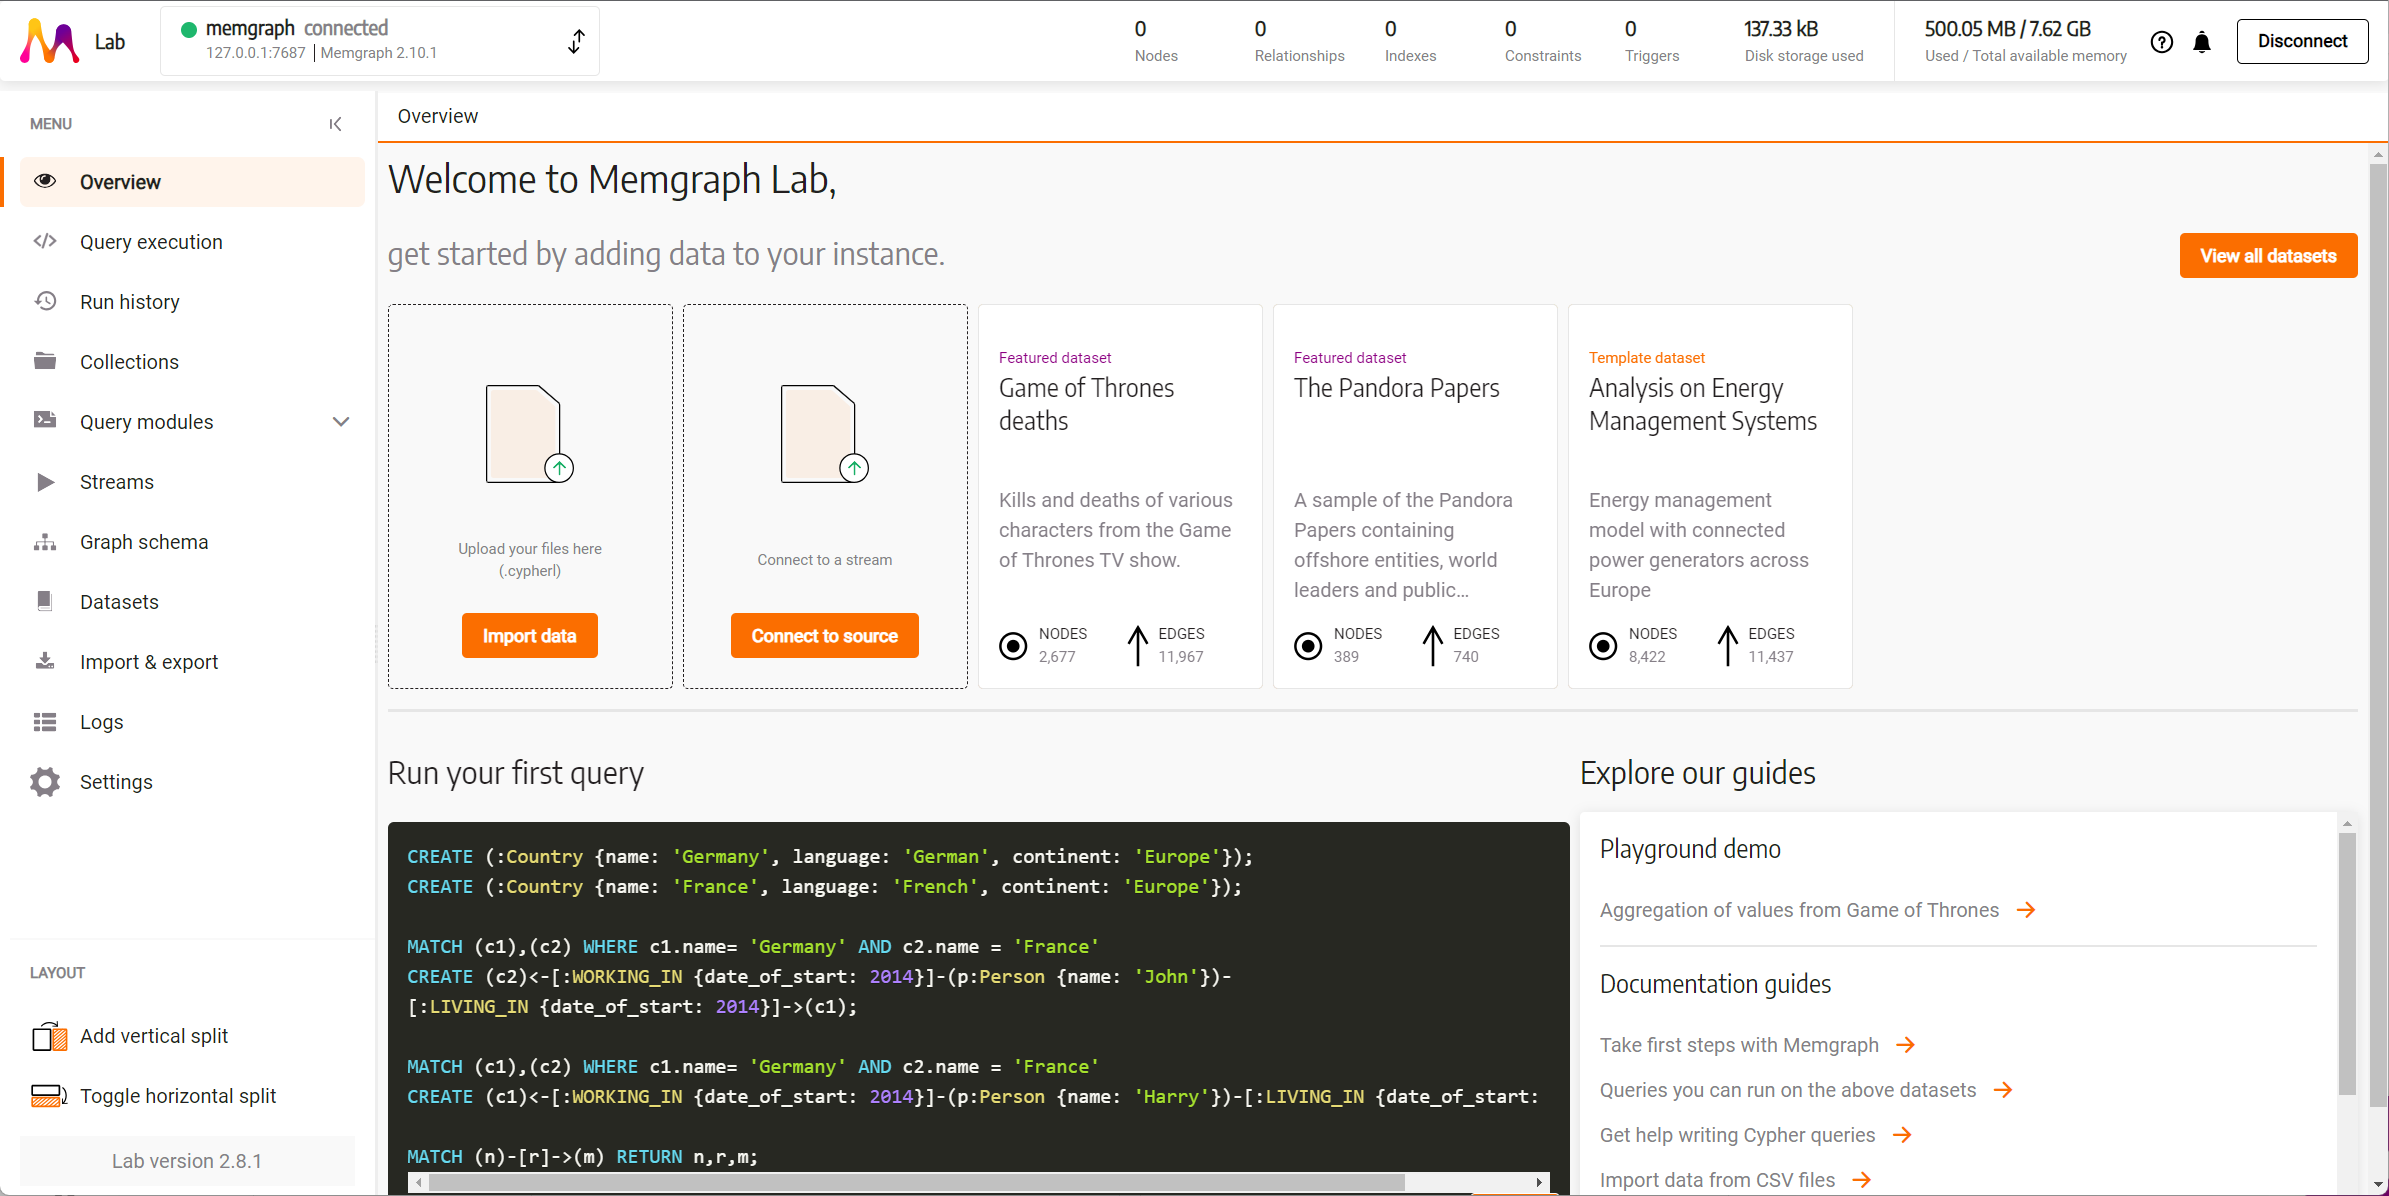 Lab
memgraph connected
127.0.0.1:7687 | Memgraph 2.10.1
0
Nodes
0
Relationships
0
Indexes
0
Constraints
0
Triggers
137.33 kB
Disk storage used
500.05 MB / 7.62 GB
Used / Total available memory
Disconnect
MENU
Overview
Query execution
Run history
Collections
Query modules
Streams
Graph schema
Datasets
Import & export
Logs
Settings
LAYOUT
Add vertical split
Toggle horizontal split
Lab version 2.8.1
Overview
Welcome to Memgraph Lab,
get started by adding data to your instance.
View all datasets
Upload your files here
(.cypherl)
Import data
Connect to a stream
Connect to source
Featured dataset
Game of Thrones
deaths
Kills and deaths of various
characters from the Game
of Thrones TV show.
NODES
2,677
EDGES
11,967
Featured dataset
The Pandora Papers
A sample of the Pandora
Papers containing
offshore entities, world
leaders and public...
NODES
389
EDGES
740
Template dataset
Analysis on Energy
Management Systems
Energy management
model with connected
power generators across
Europe
NODES
8,422
EDGES
11,437
Run your first query
CREATE (:Country {name: 'Germany', language: 'German', continent: 'Europe'});
CREATE (:Country {name: 'France', language: 'French', continent: 'Europe'});
MATCH (c1),(c2) WHERE c1.name= 'Germany' AND c2.name = 'France'
CREATE (c2)<-[:WORKING_IN {date_of_start: 2014}]-(p:Person {name: 'John'})-
[:LIVING_IN {date_of_start: 2014}]->(c1);
MATCH (c1),(c2) WHERE c1.name= 'Germany' AND c2.name = 'France'
CREATE (c1)<-[:WORKING_IN {date_of_start: 2014}]-(p:Person {name: 'Harry'})-[:LIVING_IN {date_of_start:
MATCH (n)-[r]->(m) RETURN n,r,m;
Explore our guides
Playground demo
Aggregation of values from Game of Thrones
Documentation guides
Take first steps with Memgraph
Queries you can run on the above datasets
Get help writing Cypher queries
Import data from CSV files